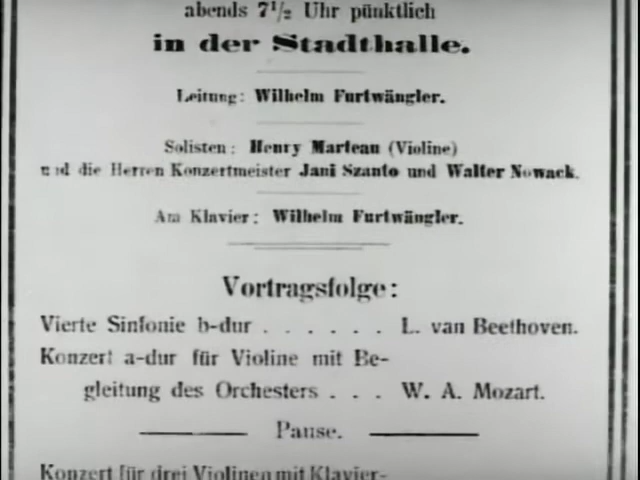 abends 7½ Uhr pünktlich
in der Stadthalle.
Leitung: Wilhelm Furtwängler.
Solisten: Henry Marteau (Violine)
und die Herren Konzertmeister Jani Szanto und Walter Nowack.
Am Klavier: Wilhelm Furtwängler.
Vortragsfolge:
Vierte Sinfonie b-dur . . . . . . L. van Beethoven.
Konzert a-dur für Violine mit Be-
gleitung des Orchesters . . . W. A. Mozart.
Pause.
Konzert für drei Violinen mit Klavier-